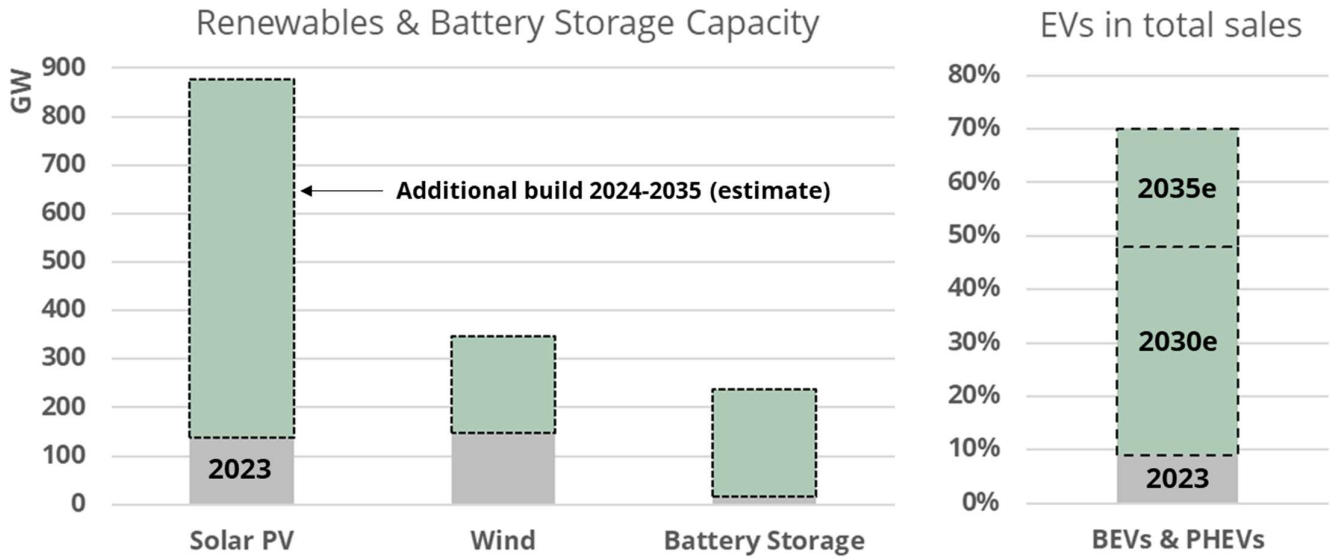 Renewables & Battery Storage Capacity
GW
900
800
700
600
500
400
300
200
100
0
Additional build 2024-2035 (estimate)
2023
Solar PV
Wind
Battery Storage
EVs in total sales
80%
70%
60%
50%
40%
30%
20%
10%
0%
2035e
2030e
2023
BEVs & PHEVs